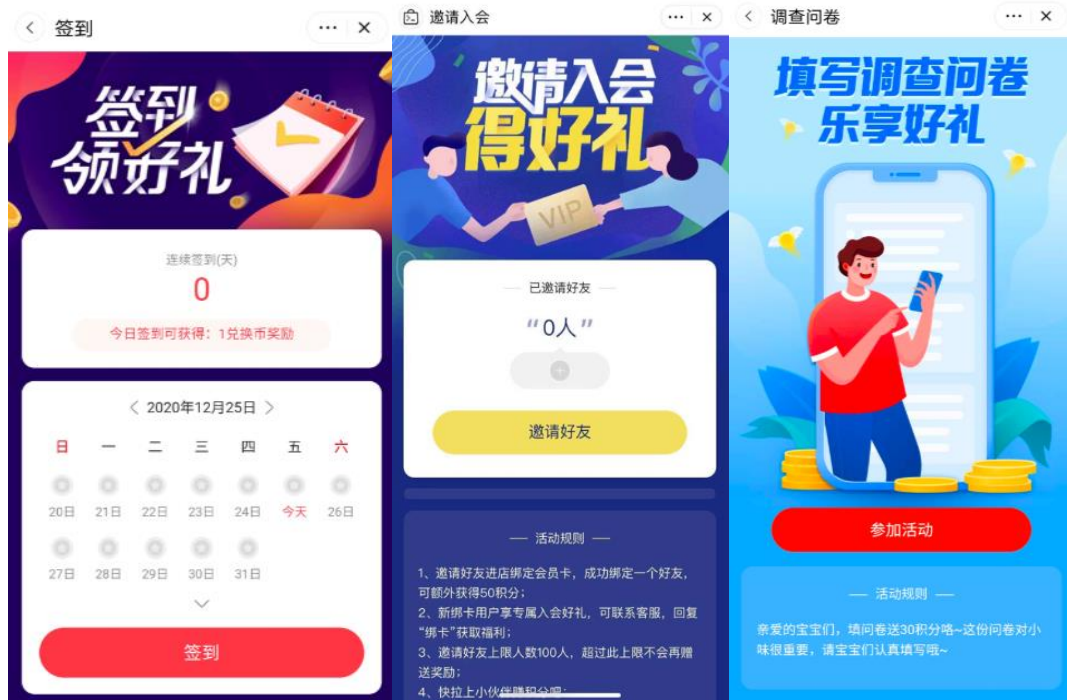 签到
签到
领好礼
连续签到(天)
0
今日签到可获得：1兑换币奖励
2020年12月25日
日 一 二 三 四 五 六
20日 21日 22日 23日 24日 今天 26日
27日 28日 29日 30日 31日
签到
邀请入会
邀请入会
得好礼
VIP
已邀请好友
“0人”
邀请好友
活动规则
1、邀请好友进店绑定会员卡，成功绑定一个好友，
可额外获得50积分；
2、新绑卡用户享专属入会好礼，可联系客服，回复
“绑卡”获取福利；
3、邀请好友上限人数100人，超过此上限不会再赠
送奖励；
4、快拉上小伙伴赚积分吧
调查问卷
填写调查问卷
乐享好礼
参加活动
活动规则
亲爱的宝宝们，填问卷送30积分咯~这份问卷对小
味很重要，请宝宝们认真填写哦~